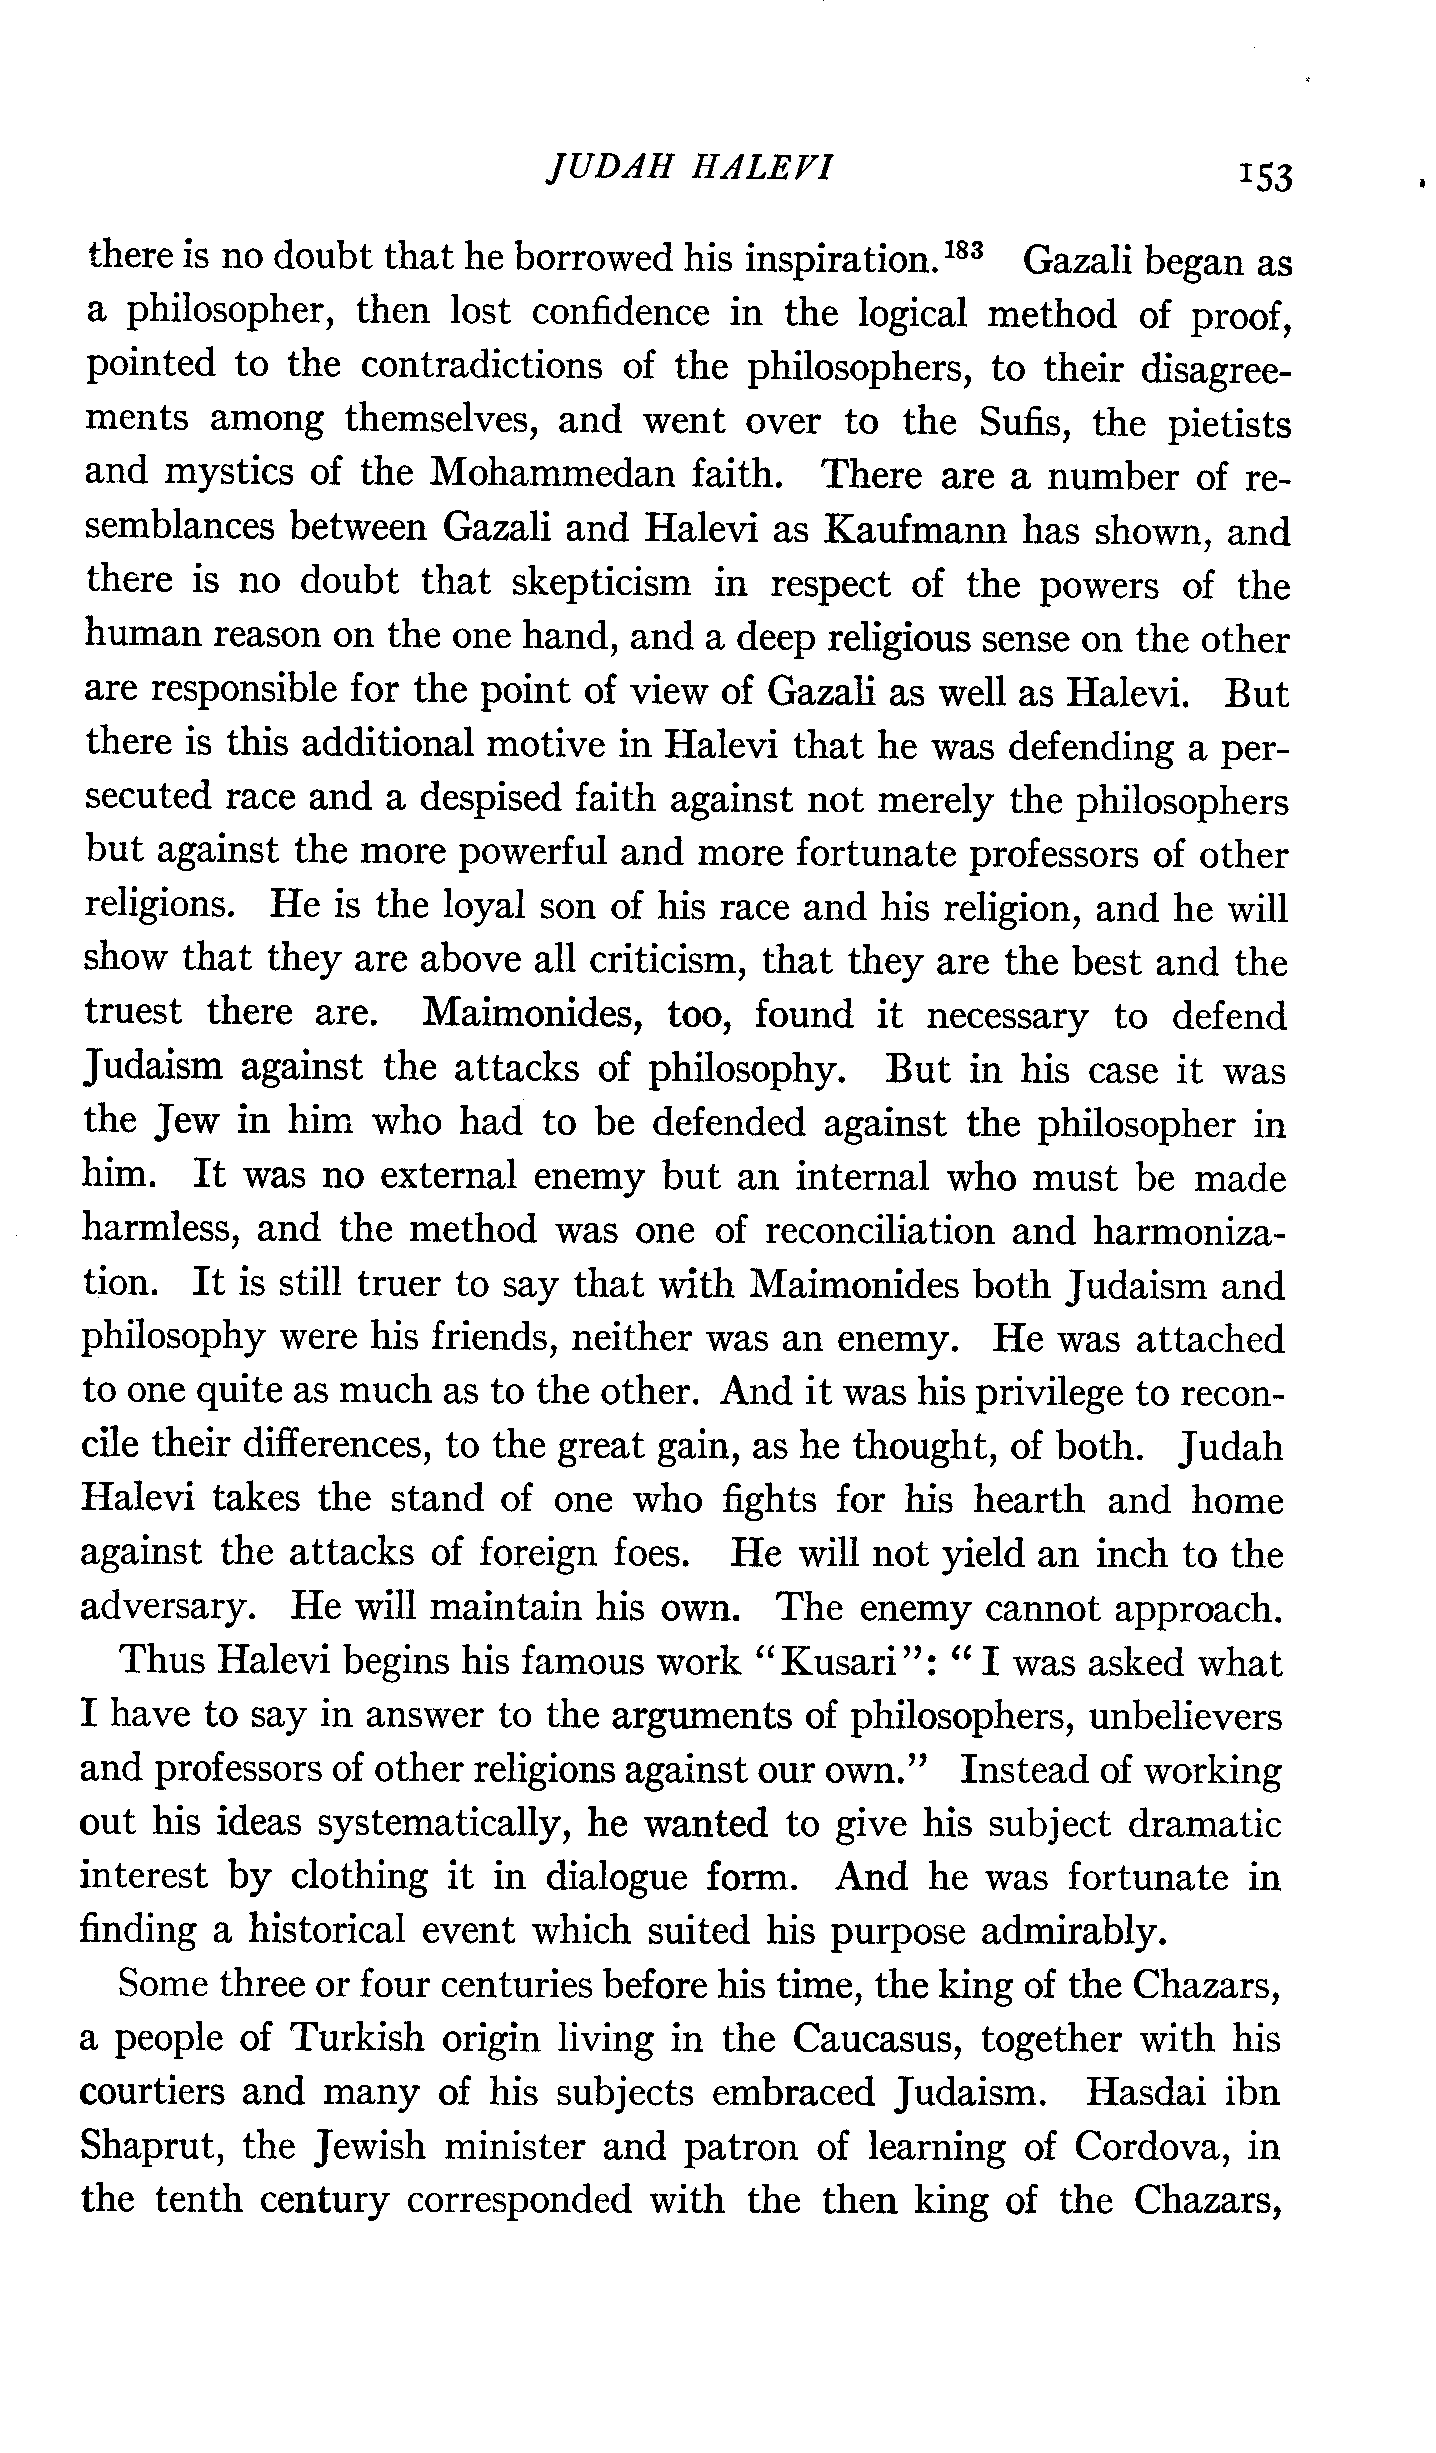 JUDAH HALEVI 153
there is no doubt that he borrowed his inspiration.183 Gazali began as
a philosopher, then lost confidence in the logical method of proof,
pointed to the contradictions of the philosophers, to their disagree-
ments among themselves, and went over to the Sufis, the pietists
and mystics of the Mohammedan faith. There are a number of re-
semblances between Gazali and Halevi as Kaufmann has shown, and
there is no doubt that skepticism in respect of the powers of the
human reason on the one hand, and a deep religious sense on the other
are responsible for the point of view of Gazali as well as Halevi. But
there is this additional motive in Halevi that he was defending a per-
secuted race and a despised faith against not merely the philosophers
but against the more powerful and more fortunate professors of other
religions. He is the loyal son of his race and his religion, and he will
show that they are above all criticism, that they are the best and the
truest there are. Maimonides, too, found it necessary to defend
Judaism against the attacks of philosophy. But in his case it was
the Jew in him who had to be defended against the philosopher in
him. It was no external enemy but an internal who must be made
harmless, and the method was one of reconciliation and harmoniza-
tion. It is still truer to say that with Maimonides both Judaism and
philosophy were his friends, neither was an enemy. He was attached
to one quite as much as to the other. And it was his privilege to recon-
cile their differences, to the great gain, as he thought, of both. Judah
Halevi takes the stand of one who fights for his hearth and home
against the attacks of foreign foes. He will not yield an inch to the
adversary. He will maintain his own. The enemy cannot approach.
Thus Halevi begins his famous work "Kusari": "I was asked what
I have to say in answer to the arguments of philosophers, unbelievers
and professors of other religions against our own." Instead of working
out his ideas systematically, he wanted to give his subject dramatic
interest by clothing it in dialogue form. And he was fortunate in
finding a historical event which suited his purpose admirably.
Some three or four centuries before his time, the king of the Chazars,
a people of Turkish origin living in the Caucasus, together with his
courtiers and many of his subjects embraced Judaism. Hasdai ibn
Shaprut, the Jewish minister and patron of learning of Cordova, in
the tenth century corresponded with the then king of the Chazars,